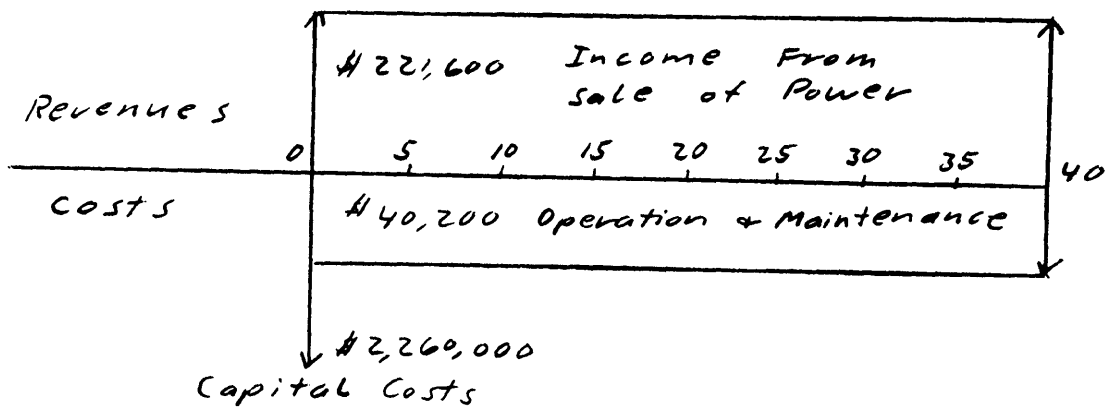 $221,600 Income From
Sale of Power
Revenues
0 5 10 15 20 25 30 35 40
Costs
$40,200 Operation & Maintenance
$2,260,000
Capital Costs